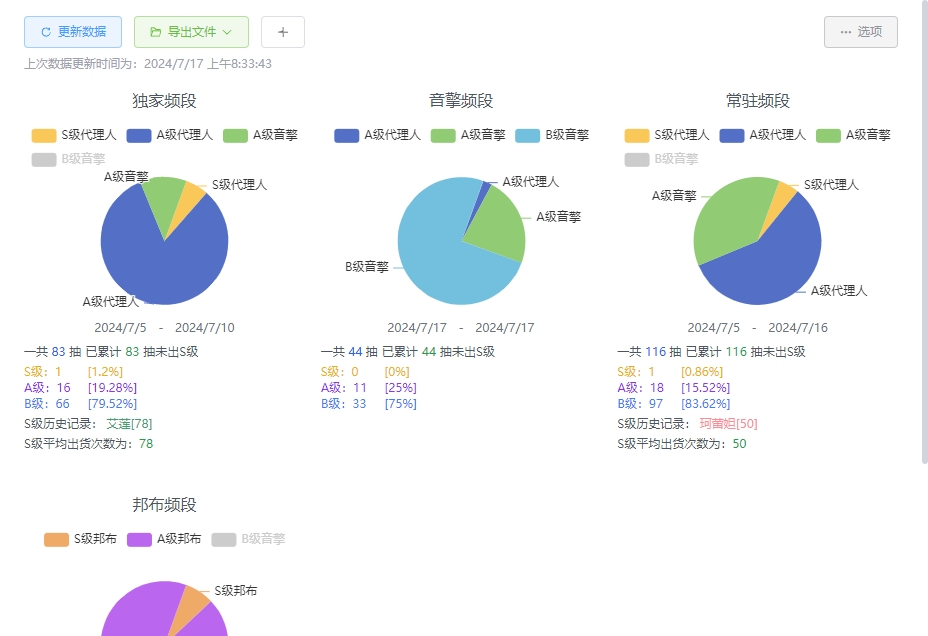 更新数据 导出文件 + ··· 选项
上次数据更新时间为：2024/7/17 上午8:33:43
独家频段
S级代理人 A级代理人 A级音擎
B级音擎
A级音擎
S级代理人
A级代理人
2024/7/5 - 2024/7/10
一共 83 抽 已累计 83 抽未出S级
S级：1 [1.2%]
A级：16 [19.28%]
B级：66 [79.52%]
S级历史记录： 艾莲[78]
S级平均出货次数为：78
音擎频段
A级代理人 A级音擎 B级音擎
A级代理人
A级音擎
B级音擎
2024/7/17 - 2024/7/17
一共 44 抽 已累计 44 抽未出S级
S级：0 [0%]
A级：11 [25%]
B级：33 [75%]
常驻频段
S级代理人 A级代理人 A级音擎
B级音擎
S级代理人
A级音擎
A级代理人
2024/7/5 - 2024/7/16
一共 116 抽 已累计 116 抽未出S级
S级：1 [0.86%]
A级：18 [15.52%]
B级：97 [83.62%]
S级历史记录： 珂蕾妲[50]
S级平均出货次数为：50
邦布频段
S级邦布 A级邦布 B级音擎
S级邦布